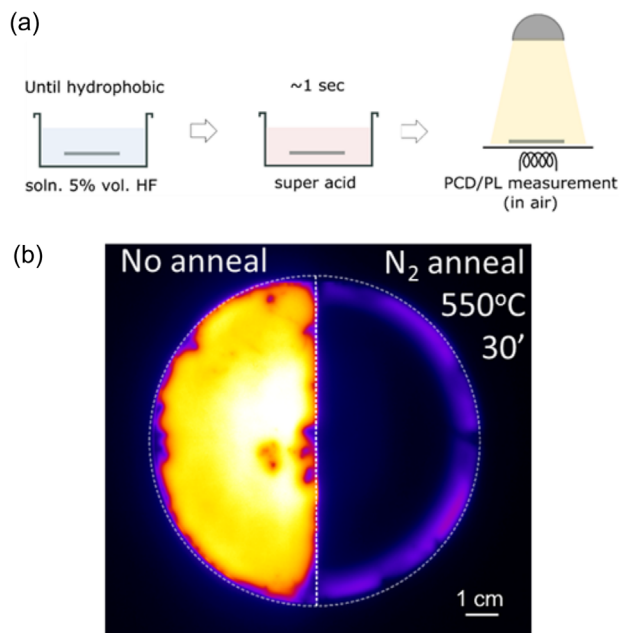 (a)
Until hydrophobic
~1 sec
soln. 5% vol. HF
super acid
PCD/PL measurement
(in air)
(b)
No anneal
N₂ anneal
550ºC
30’
1 cm